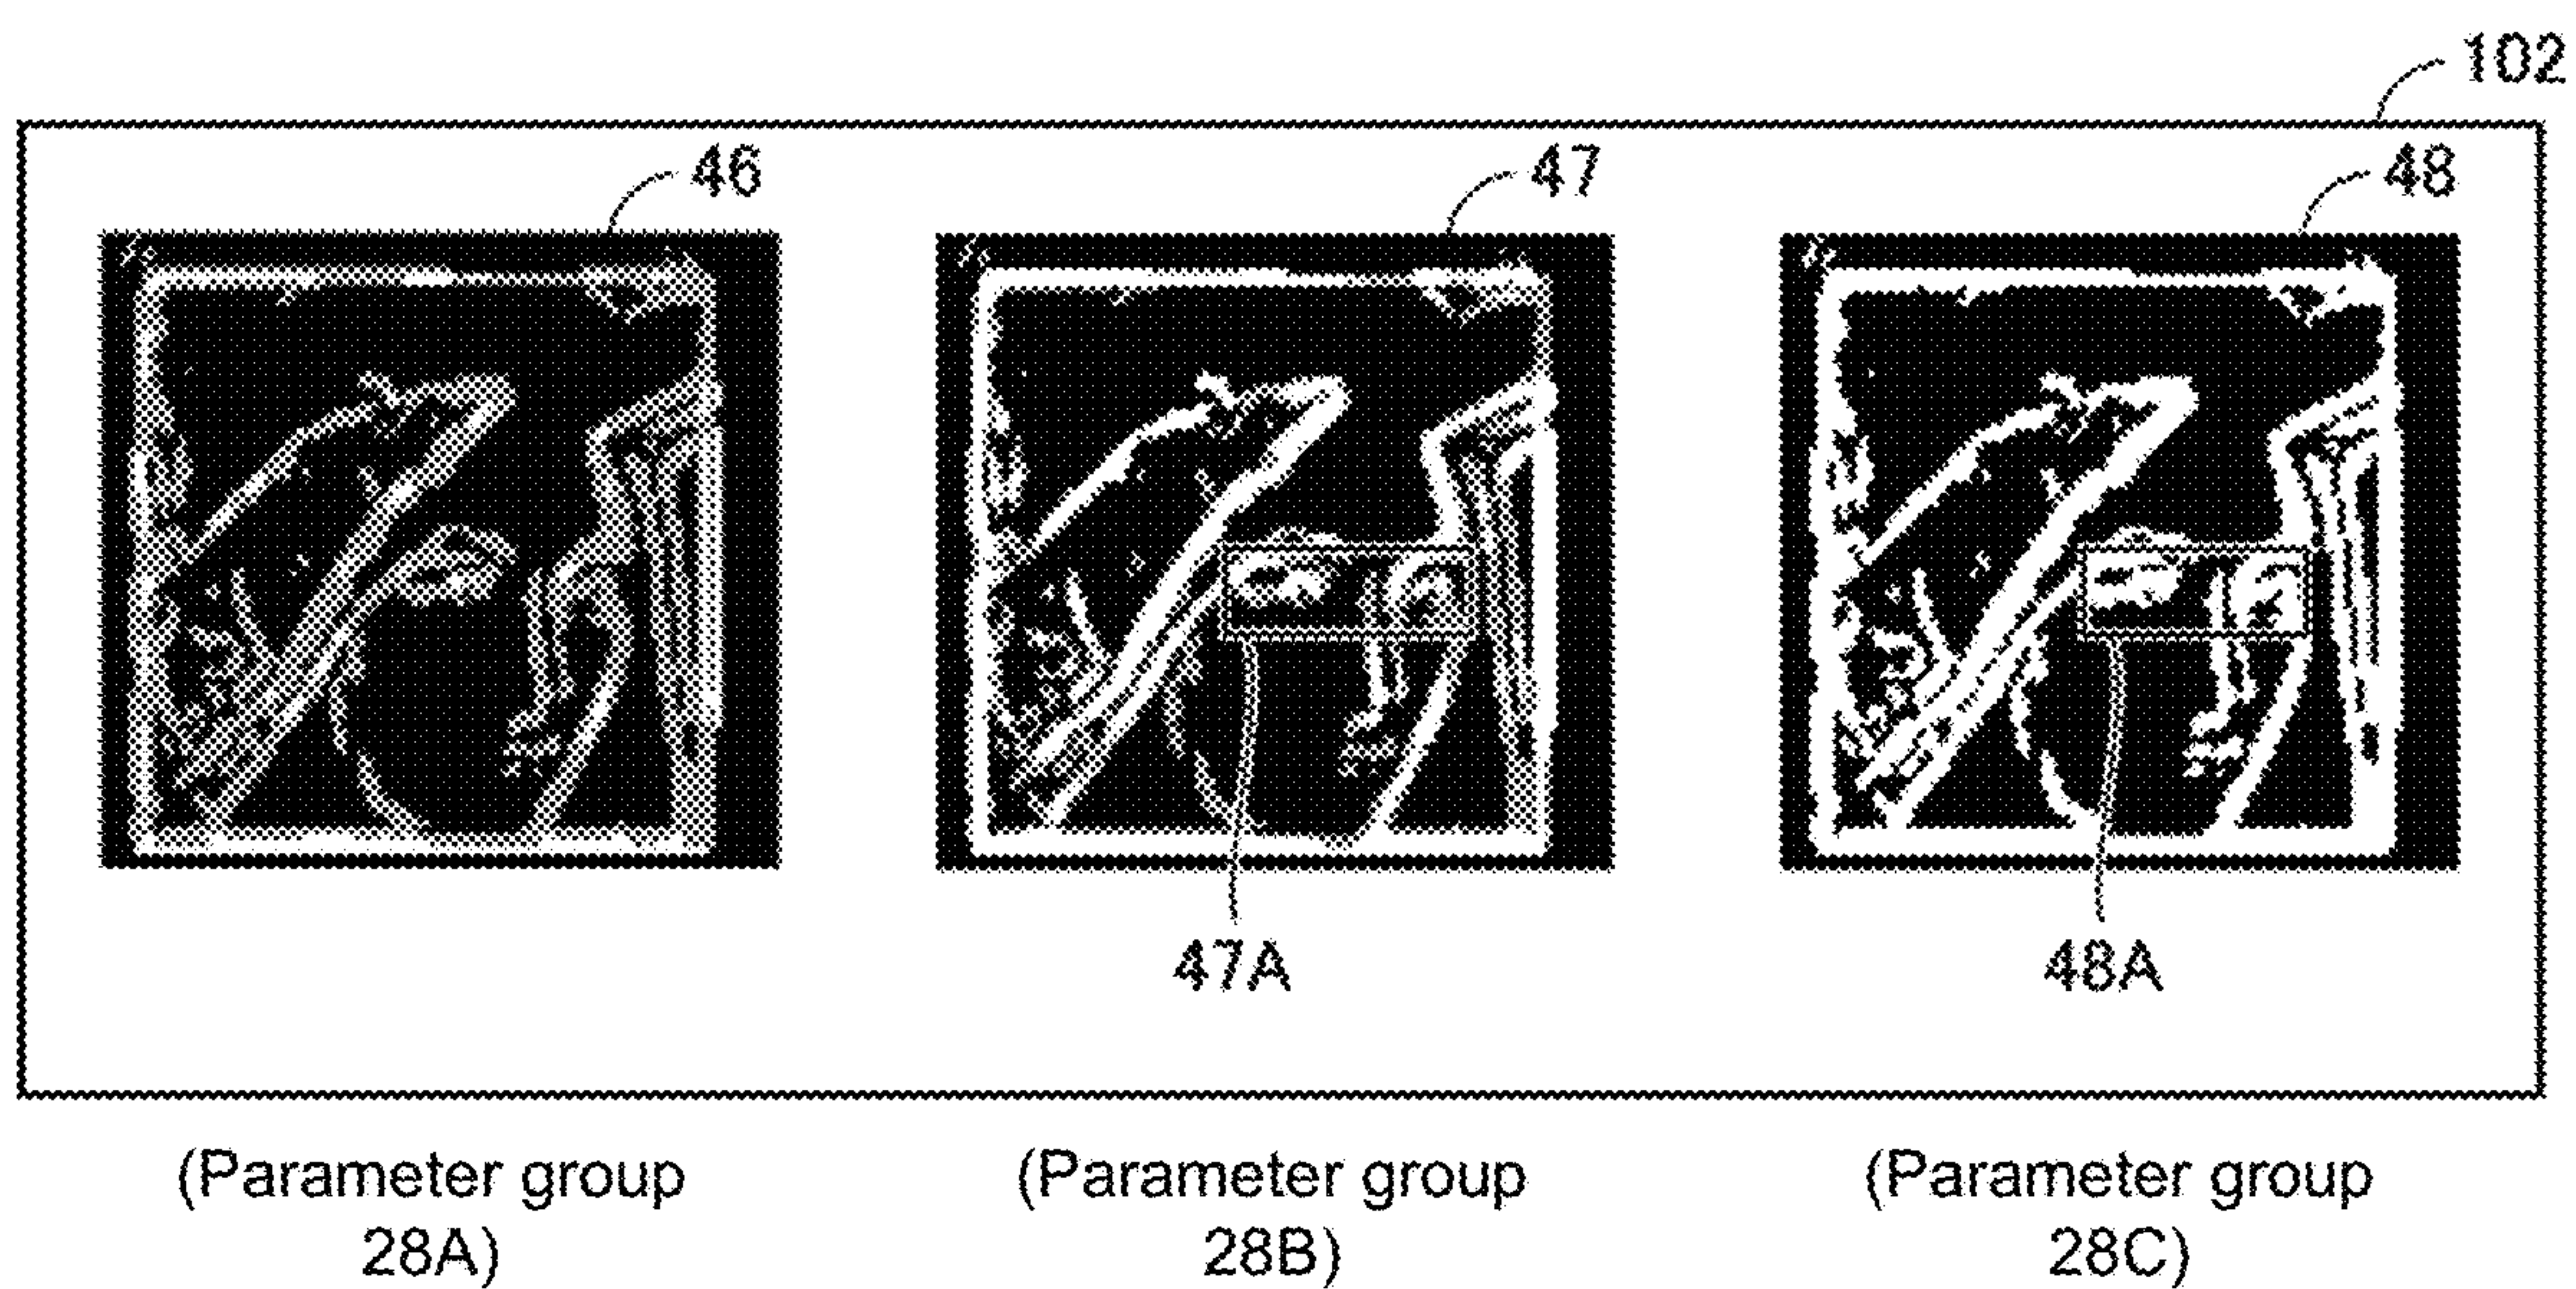 102
46
47
48
47A
48A
(Parameter group
28A)
(Parameter group
28B)
(Parameter group
28C)